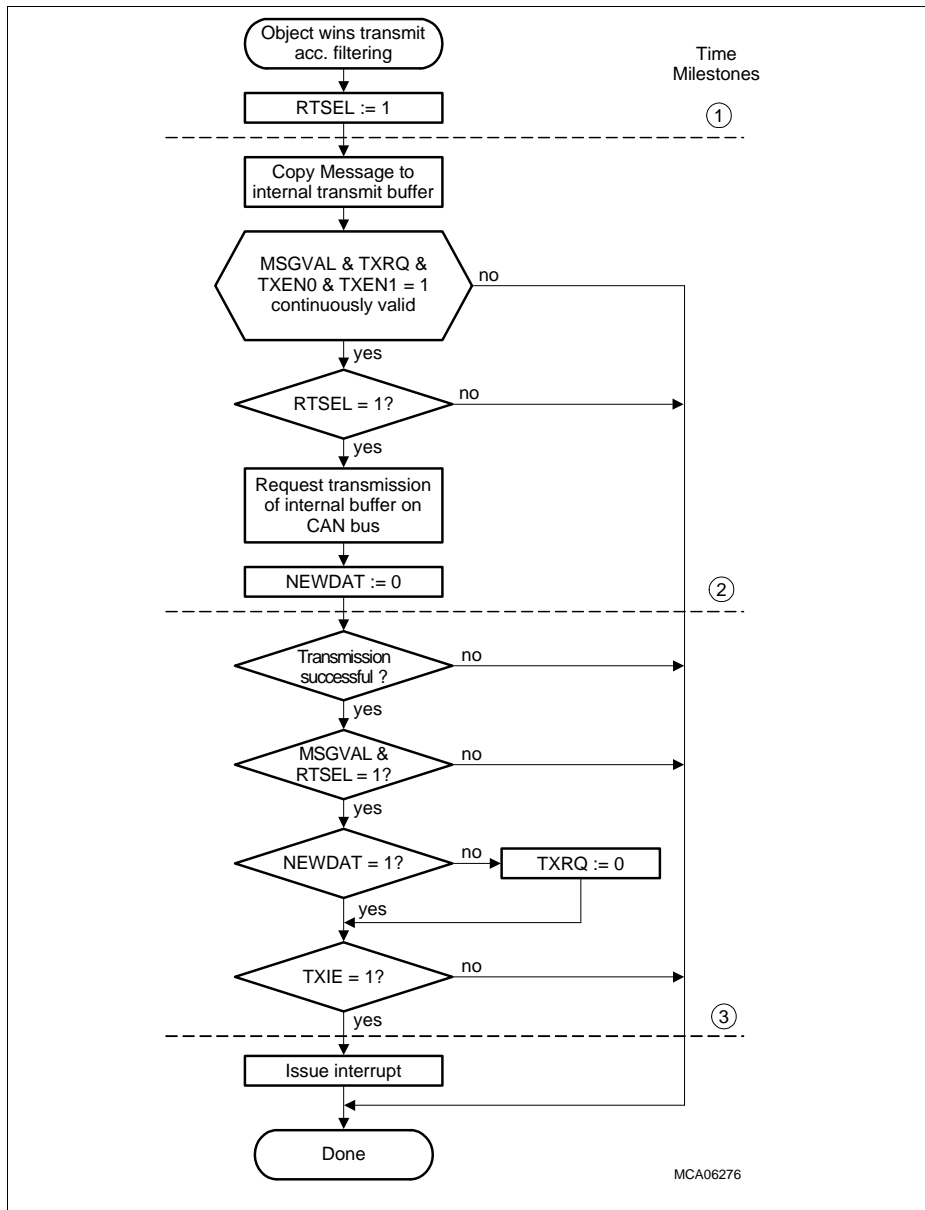 Object wins transmit
acc. filtering
Time
Milestones
RTSEL := 1
1
Copy Message to
internal transmit buffer
MSGVAL & TXRQ &
TXEN0 & TXEN1 = 1
continuously valid
no
yes
RTSEL = 1?
no
yes
Request transmission
of internal buffer on
CAN bus
NEWDAT := 0
2
Transmission
successful ?
no
yes
MSGVAL &
RTSEL = 1?
no
yes
NEWDAT = 1?
no
TXRQ := 0
yes
TXIE = 1?
no
yes
3
Issue interrupt
Done
MCA06276